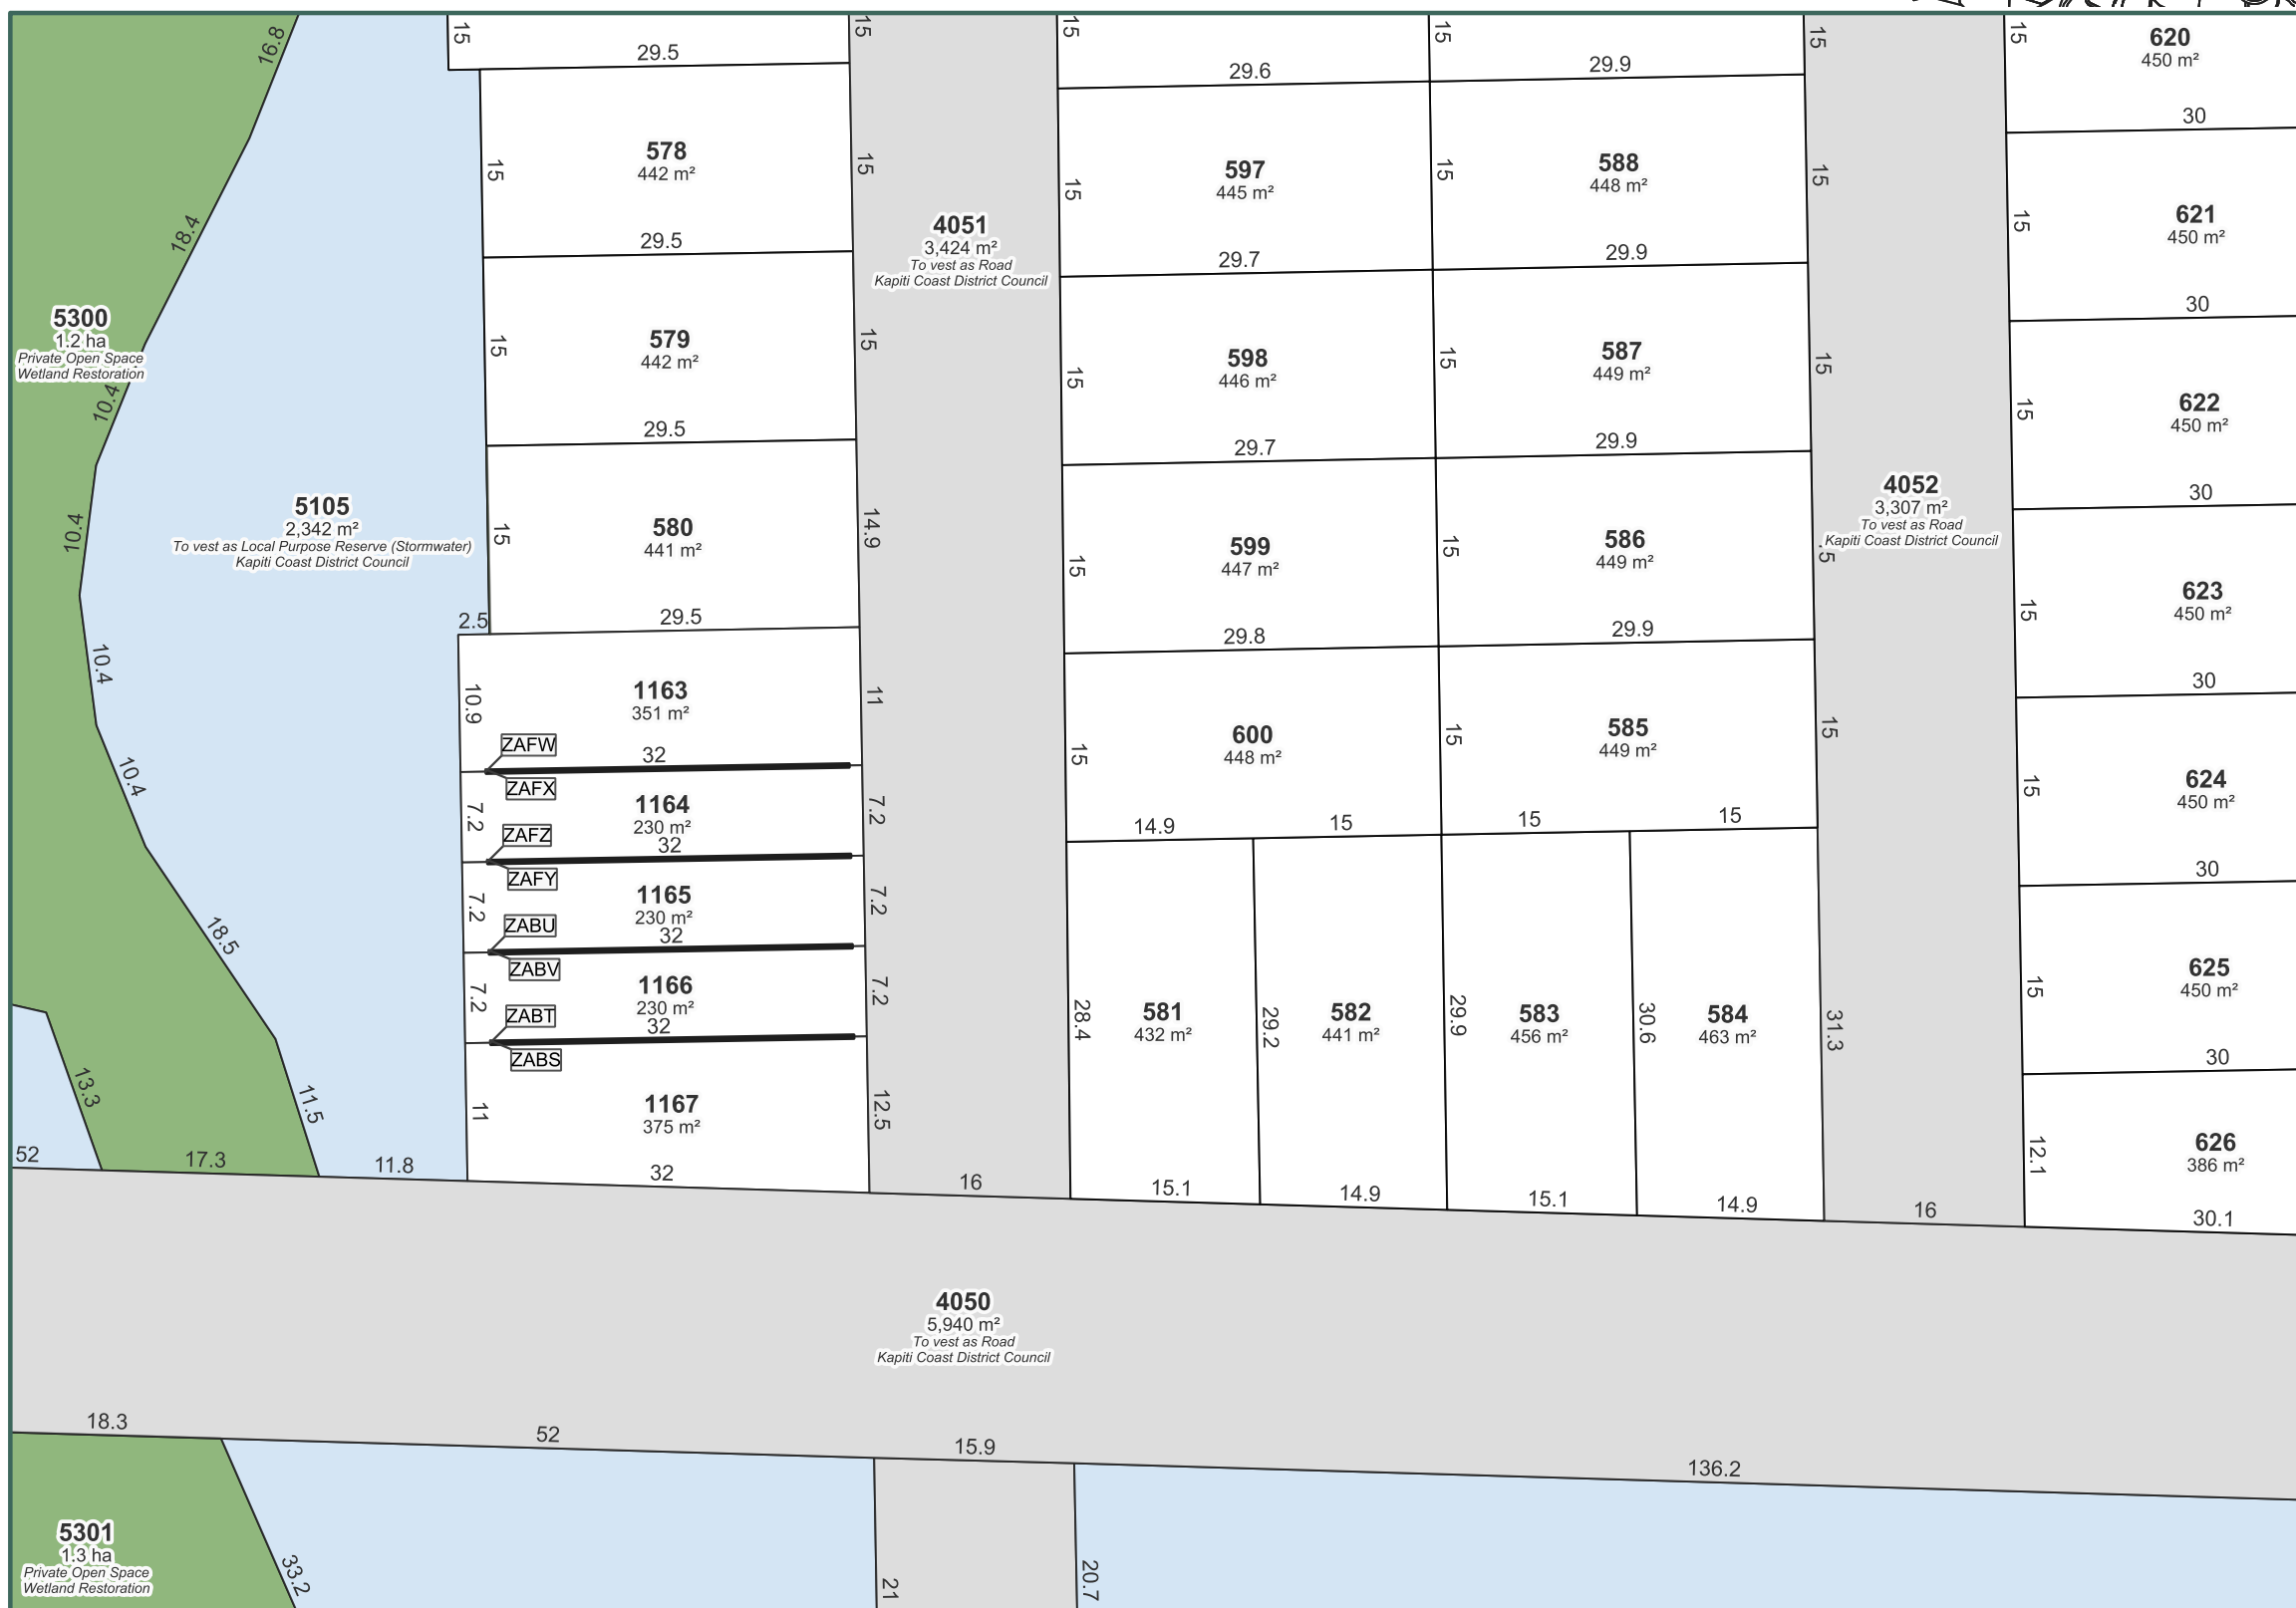 16.8
15
29.5
15
15
29.6
15
29.9
15
15
620
450 m²
30
18.4
15
578
442 m²
29.5
15
15
597
445 m²
29.7
15
588
448 m²
29.9
15
15
621
450 m²
30
4051
3,424 m²
To vest as Road
Kapiti Coast District Council
5300
1.2 ha
Private Open Space
Wetland Restoration
10.4
15
579
442 m²
29.5
15
15
598
446 m²
29.7
15
587
449 m²
29.9
15
15
622
450 m²
30
10.4
5105
2,342 m²
To vest as Local Purpose Reserve (Stormwater)
Kapiti Coast District Council
15
580
441 m²
2.5
29.5
14.9
15
599
447 m²
29.8
15
586
449 m²
29.9
4052
3,307 m²
To vest as Road
Kapiti Coast District Council
15
623
450 m²
30
10.4
10.9
1163
351 m²
11
ZAFW
32
ZAFX
15
600
448 m²
14.9
15
15
585
449 m²
15
15
15
15
624
450 m²
30
10.4
7.2
1164
230 m²
7.2
ZAFZ
32
ZAFY
18.5
7.2
1165
230 m²
7.2
ZABU
32
ZABV
7.2
1166
230 m²
7.2
ZABT
32
ZABS
28.4
581
432 m²
29.2
582
441 m²
29.9
583
456 m²
30.6
584
463 m²
31.3
15
625
450 m²
30
13.3
11.5
11
1167
375 m²
12.5
12.1
626
386 m²
52
17.3
11.8
32
16
15.1
14.9
15.1
14.9
16
30.1
4050
5,940 m²
To vest as Road
Kapiti Coast District Council
18.3
52
15.9
136.2
5301
1.3 ha
Private Open Space
Wetland Restoration
33.2
21
20.7